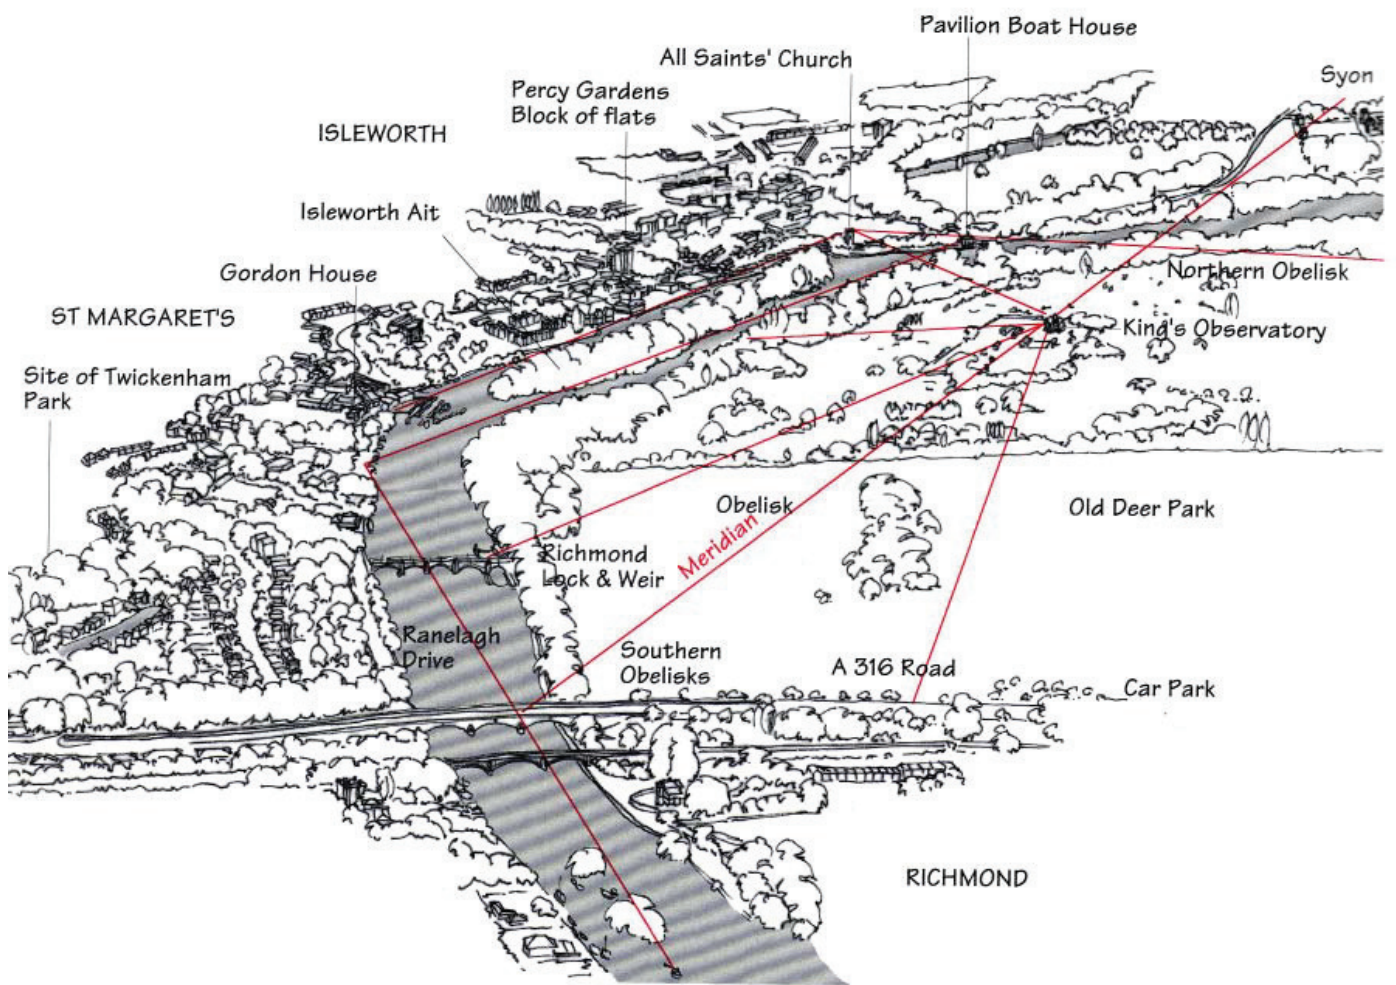 Pavilion Boat House
All Saints' Church
Syon
Percy Gardens
Block of flats
ISLEWORTH
Isleworth Ait
Gordon House
Northern Obelisk
ST MARGARET'S
King's Observatory
Site of Twickenham
Park
Obelisk
Old Deer Park
Meridian
Richmond
Lock & Weir
Ranelagh
Drive
Southern
Obelisks
A 316 Road
Car Park
RICHMOND